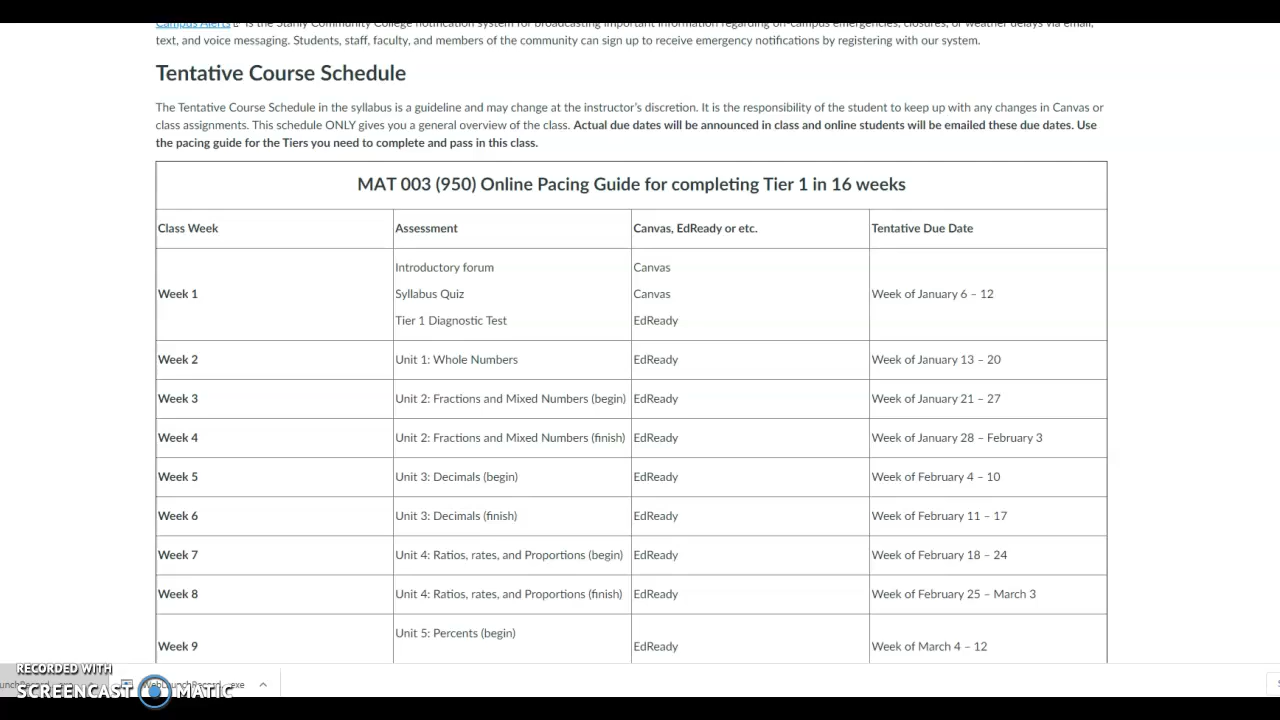 Campus Alerts is the Stanly Community College notification system for broadcasting important information regarding on-campus emergencies, closures, or weather delays via email,
text, and voice messaging. Students, staff, faculty, and members of the community can sign up to receive emergency notifications by registering with our system.
Tentative Course Schedule
The Tentative Course Schedule in the syllabus is a guideline and may change at the instructor's discretion. It is the responsibility of the student to keep up with any changes in Canvas or
class assignments. This schedule ONLY gives you a general overview of the class. Actual due dates will be announced in class and online students will be emailed these due dates. Use
the pacing guide for the Tiers you need to complete and pass in this class.
MAT 003 (950) Online Pacing Guide for completing Tier 1 in 16 weeks
Class Week Assessment Canvas, EdReady or etc. Tentative Due Date
Introductory forum Canvas
Week 1 Syllabus Quiz Canvas Week of January 6 – 12
Tier 1 Diagnostic Test EdReady
Week 2 Unit 1: Whole Numbers EdReady Week of January 13 – 20
Week 3 Unit 2: Fractions and Mixed Numbers (begin) EdReady Week of January 21 – 27
Week 4 Unit 2: Fractions and Mixed Numbers (finish) EdReady Week of January 28 – February 3
Week 5 Unit 3: Decimals (begin) EdReady Week of February 4 – 10
Week 6 Unit 3: Decimals (finish) EdReady Week of February 11 – 17
Week 7 Unit 4: Ratios, rates, and Proportions (begin) EdReady Week of February 18 – 24
Week 8 Unit 4: Ratios, rates, and Proportions (finish) EdReady Week of February 25 – March 3
Unit 5: Percents (begin)
Week 9 EdReady Week of March 4 – 12
RECORDED WITH
SCREENCAST MATIC